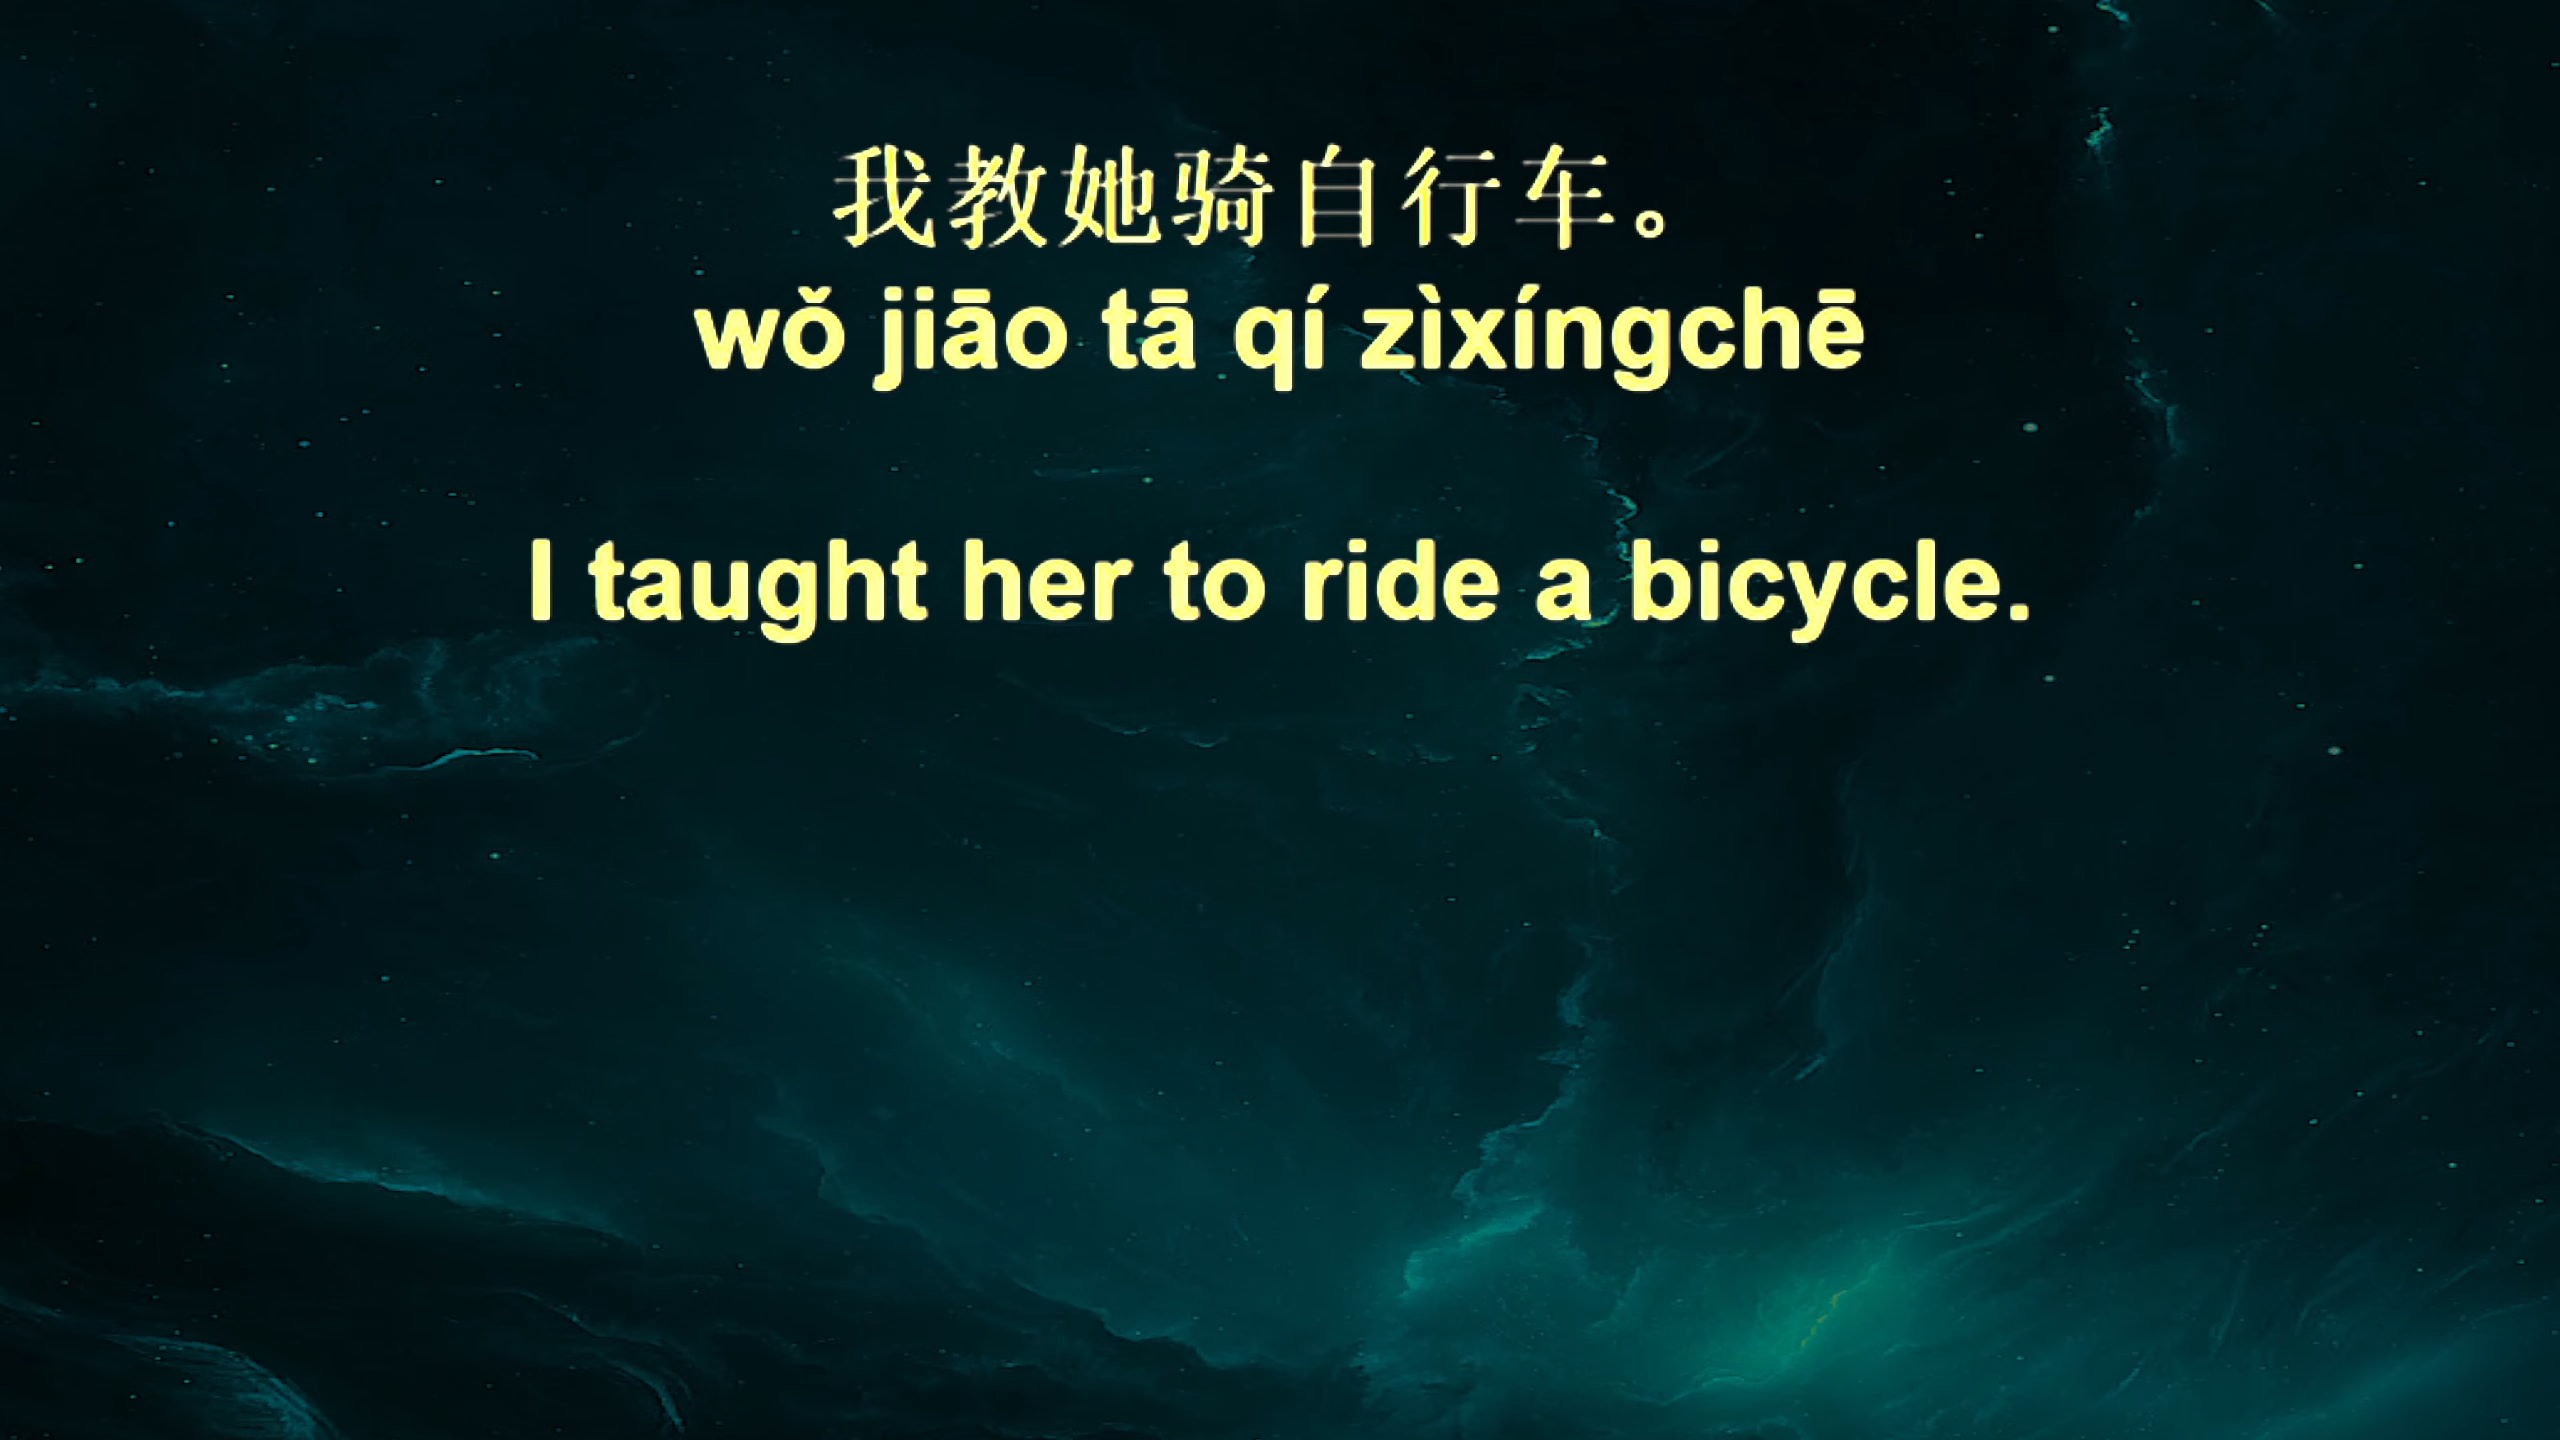 我教她骑自行车。
wǒ jiāo tā qí zìxíngchē
I taught her to ride a bicycle.